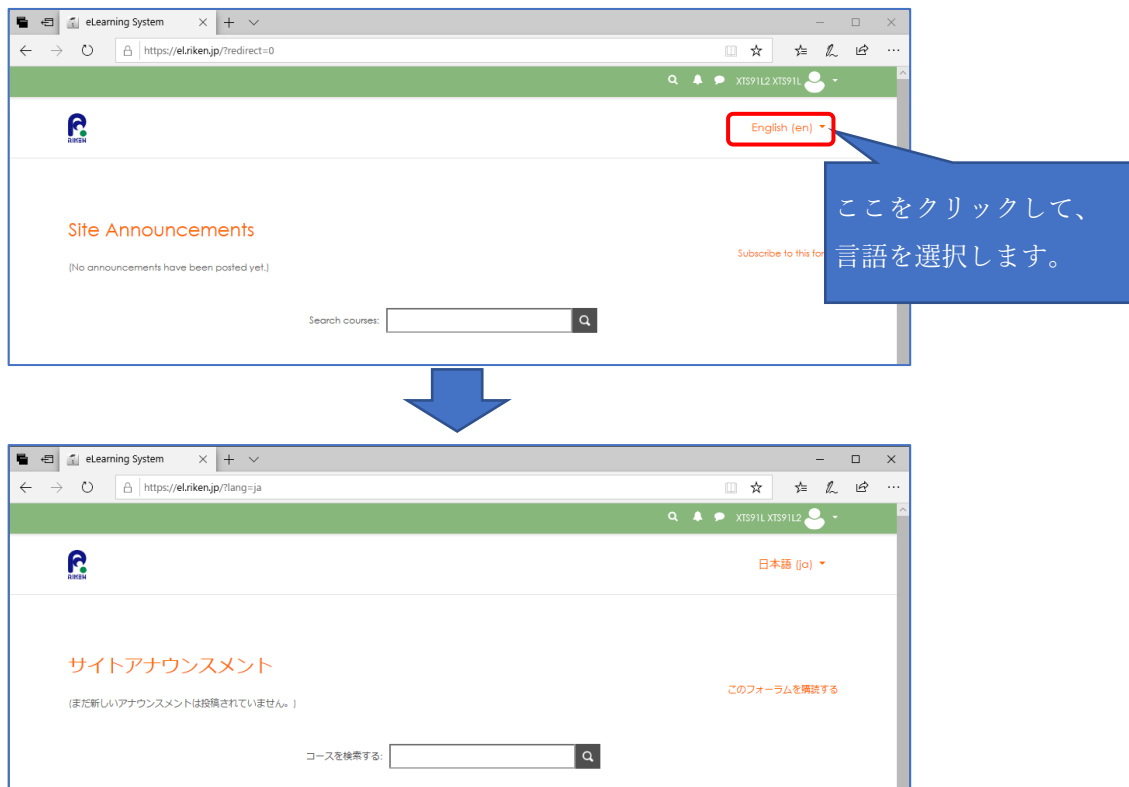 eLearning System
https://el.riken.jp/?redirect=0
XTS91L2 XTS91L
RIKEN
English (en)
ここをクリックして、
言語を選択します。
Site Announcements
Subscribe to this for
(No announcements have been posted yet.)
Search courses:
eLearning System
https://el.riken.jp/?lang=ja
XTS91L XTS91L2
RIKEN
日本語 (ja)
サイトアナウンスメント
このフォーラムを購読する
(まだ新しいアナウンスメントは投稿されていません。)
コースを検索する: